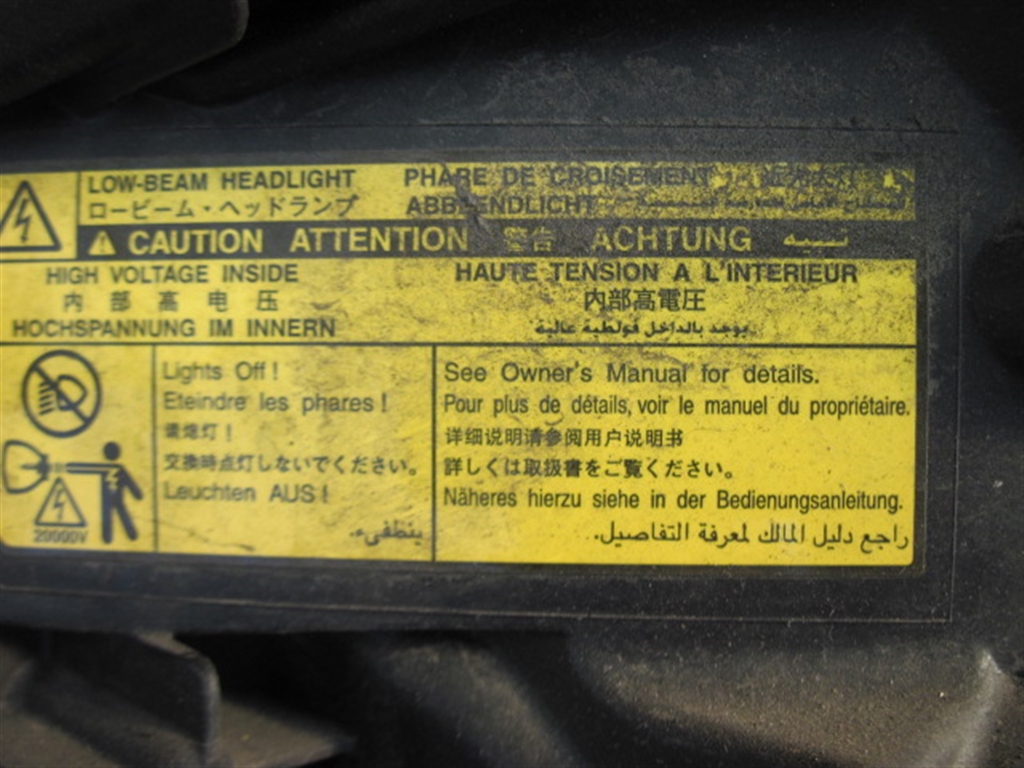 LOW-BEAM HEADLIGHT PHARE DE CROISEMENT 近光大灯
ロービーム・ヘッドランプ ABBLENDLICHT
CAUTION ATTENTION 警告 ACHTUNG تنبيه
HIGH VOLTAGE INSIDE HAUTE TENSION A L'INTERIEUR
内部高电压 内部高電圧
HOCHSPANNUNG IM INNERN يوجد بالداخل فولطية عالية
Lights Off !
Eteindre les phares !
请熄灯 !
交換時点灯しないでください。
Leuchten AUS !
ينطفىء.
20000V
See Owner's Manual for details.
Pour plus de détails, voir le manuel du propriétaire.
详细说明请参阅用户说明书
詳しくは取扱書をご覧ください。
Näheres hierzu siehe in der Bedienungsanleitung.
راجع دليل المالك لمعرفة التفاصيل.